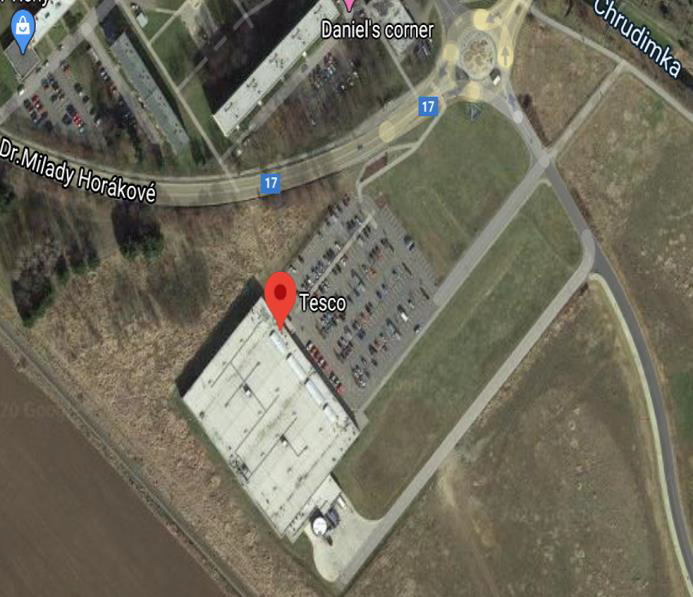 Daniel's corner
Chrudimka
17
Dr.Milady Horákové
17
Tesco